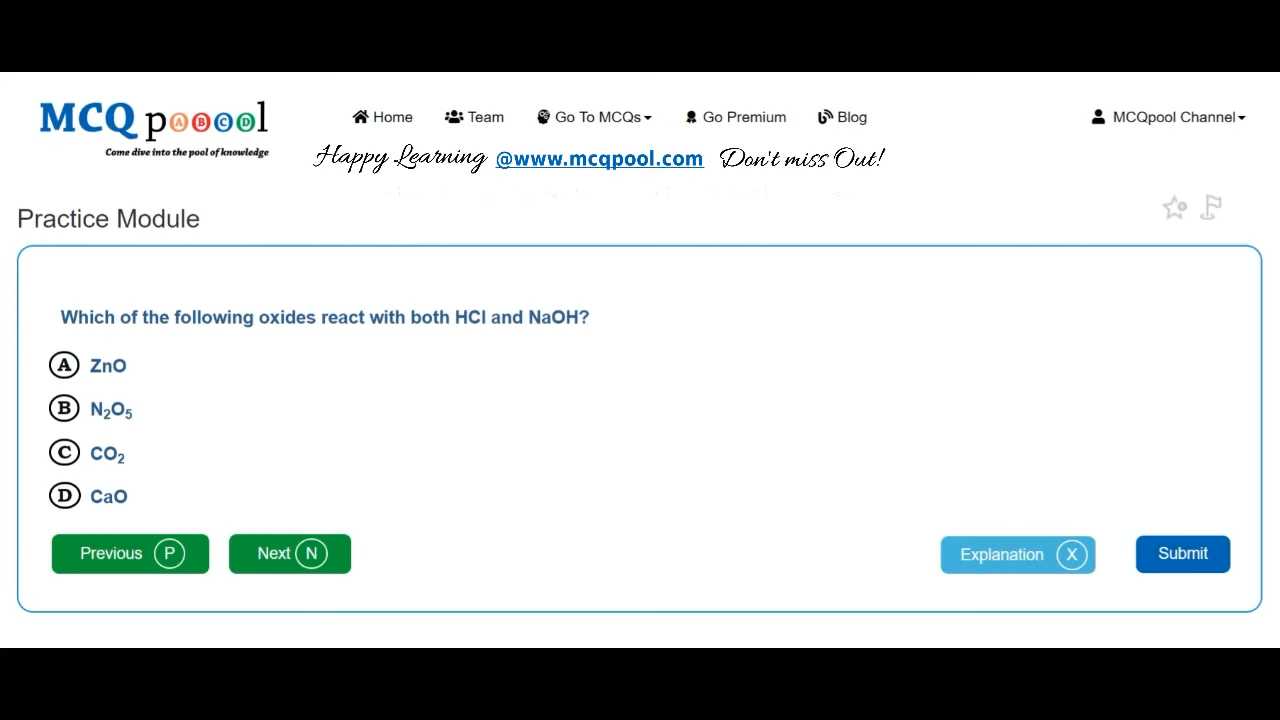 MCQ pooool
Come dive into the pool of knowledge
Home Team Go To MCQs Go Premium Blog MCQpool Channel
Happy Learning @www.mcqpool.com Don't miss Out!
Practice Module
Which of the following oxides react with both HCl and NaOH?
A ZnO
B N₂O₅
C CO₂
D CaO
Previous P Next N Explanation X Submit